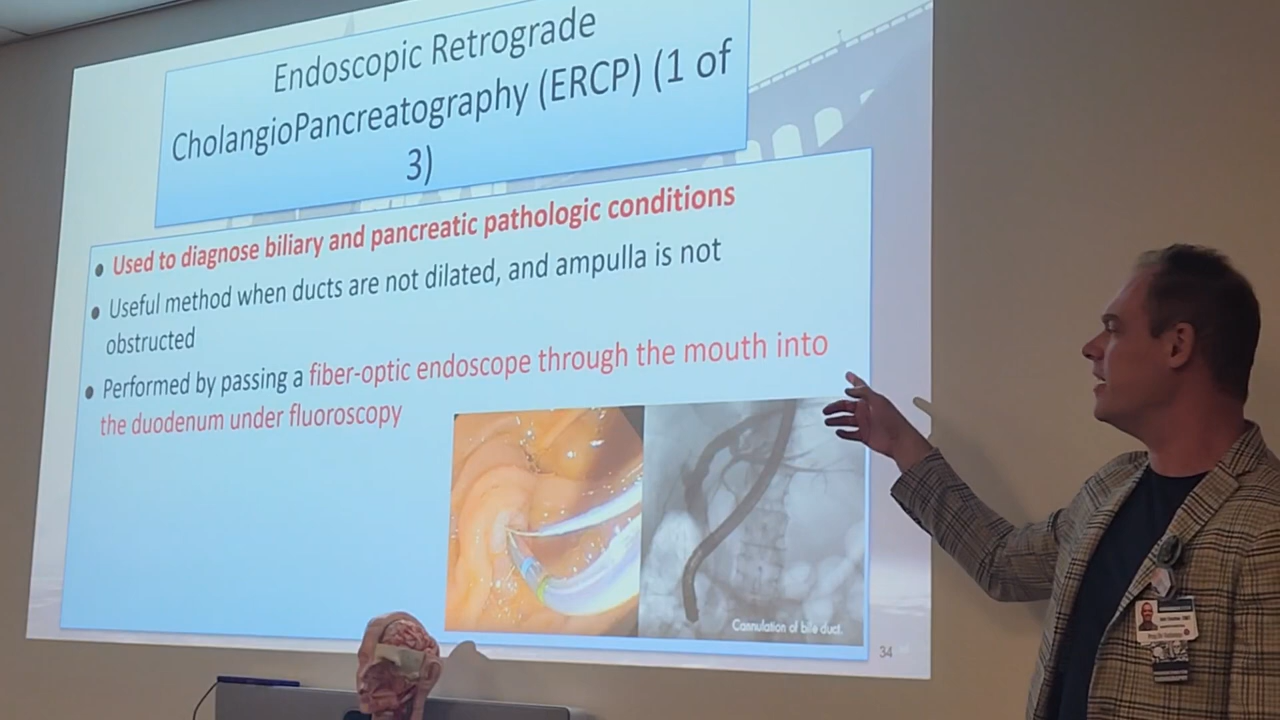 Endoscopic Retrograde
CholangioPancreatography (ERCP) (1 of
3)
● Used to diagnose biliary and pancreatic pathologic conditions
● Useful method when ducts are not dilated, and ampulla is not
obstructed
● Performed by passing a fiber-optic endoscope through the mouth into
the duodenum under fluoroscopy
Cannulation of bile duct.
34